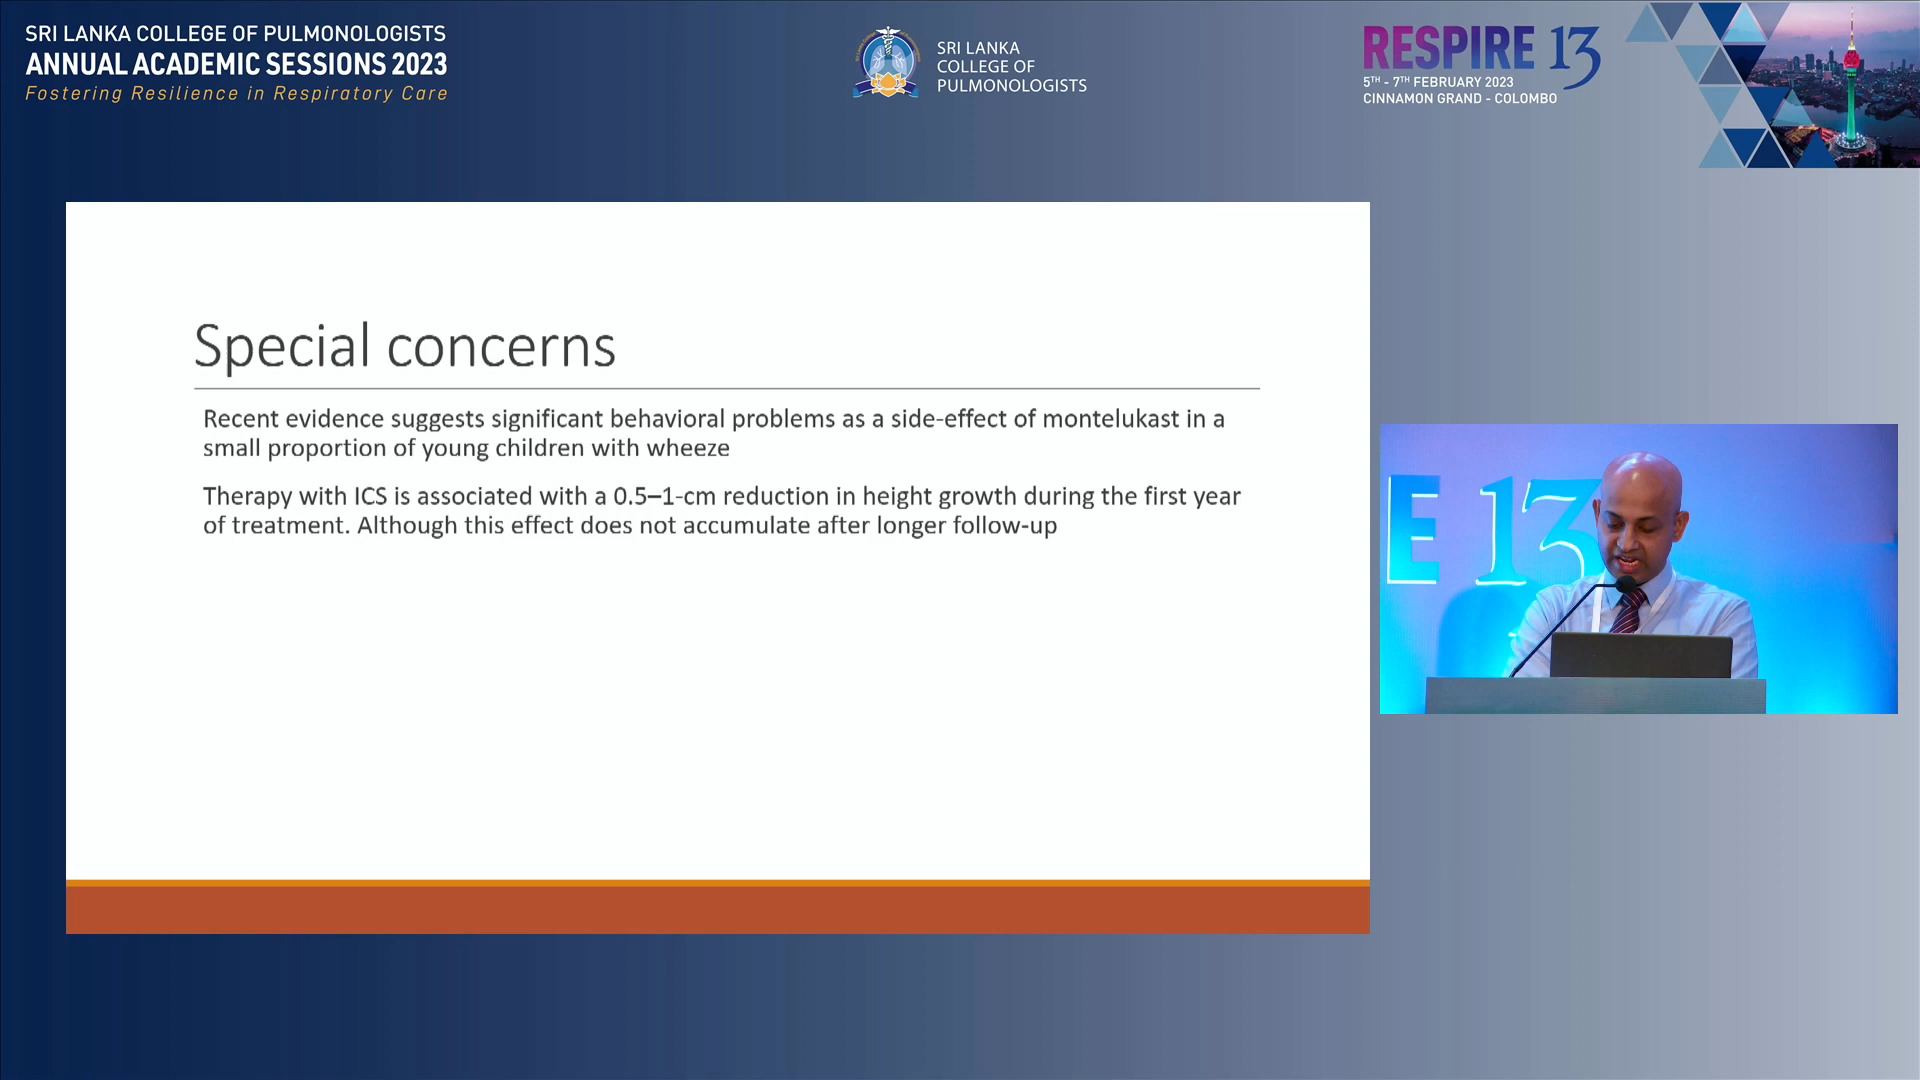 SRI LANKA COLLEGE OF PULMONOLOGISTS
ANNUAL ACADEMIC SESSIONS 2023
Fostering Resilience in Respiratory Care
SRI LANKA
COLLEGE OF
PULMONOLOGISTS
RESPIRE 13
5TH - 7TH FEBRUARY 2023
CINNAMON GRAND - COLOMBO
Special concerns
Recent evidence suggests significant behavioral problems as a side-effect of montelukast in a
small proportion of young children with wheeze
Therapy with ICS is associated with a 0.5–1-cm reduction in height growth during the first year
of treatment. Although this effect does not accumulate after longer follow-up
E 13